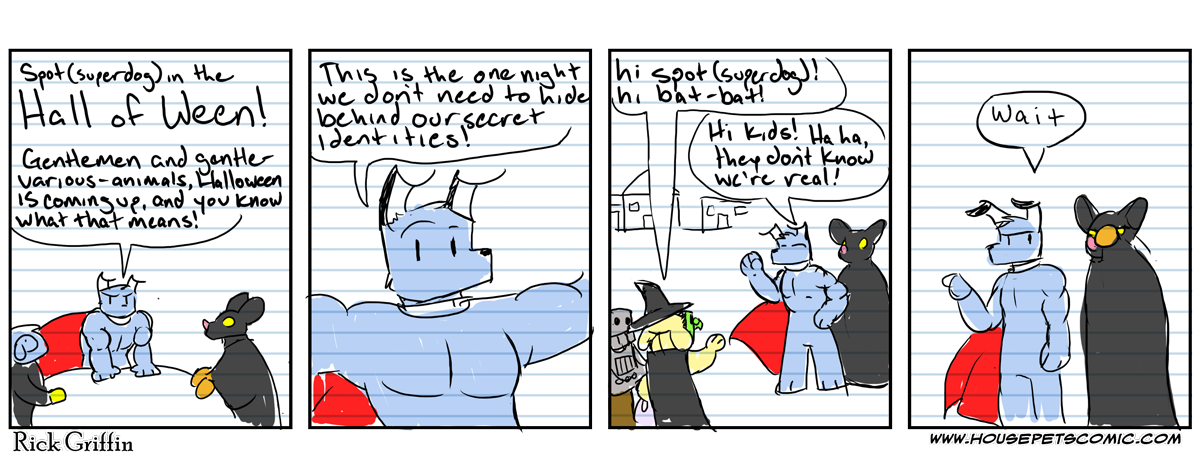 Spot (superdog) in the
Hall of Ween!
Gentlemen and gentle-
various-animals, Halloween
is coming up, and you know
what that means!
This is the one night
we don't need to hide
behind our secret
identities!
hi spot (superdog)!
hi bat-bat!
Hi kids! Ha ha,
they don't know
we're real!
Wait
Rick Griffin
WWW.HOUSEPETSCOMIC.COM